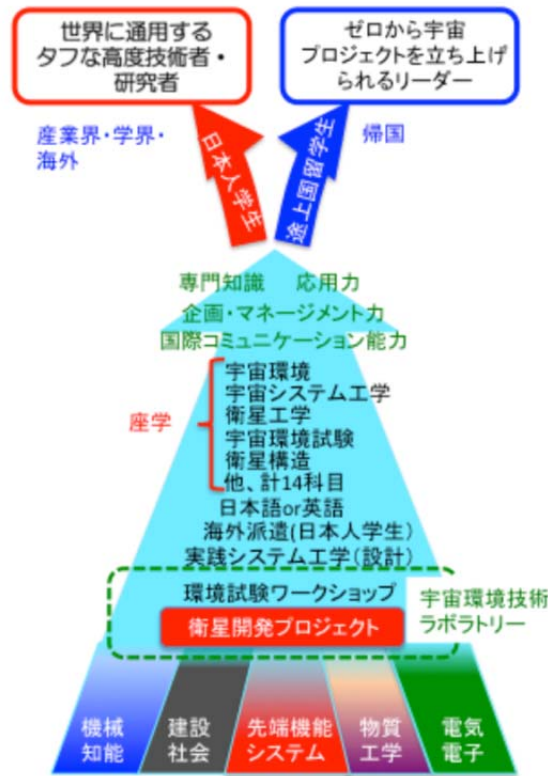 世界に通用する
タフな高度技術者・
研究者
ゼロから宇宙
プロジェクトを立ち上げ
られるリーダー
産業界・学界・
海外
日本人学生
途上国留学生
帰国
専門知識 応用力
企画・マネージメント力
国際コミュニケーション能力
座学
宇宙環境
宇宙システム工学
衛星工学
宇宙環境試験
衛星構造
他、計14科目
日本語or英語
海外派遣(日本人学生)
実践システム工学(設計)
環境試験ワークショップ
衛星開発プロジェクト
宇宙環境技術
ラボラトリー
機械
知能
建設
社会
先端機能
システム
物質
工学
電気
電子